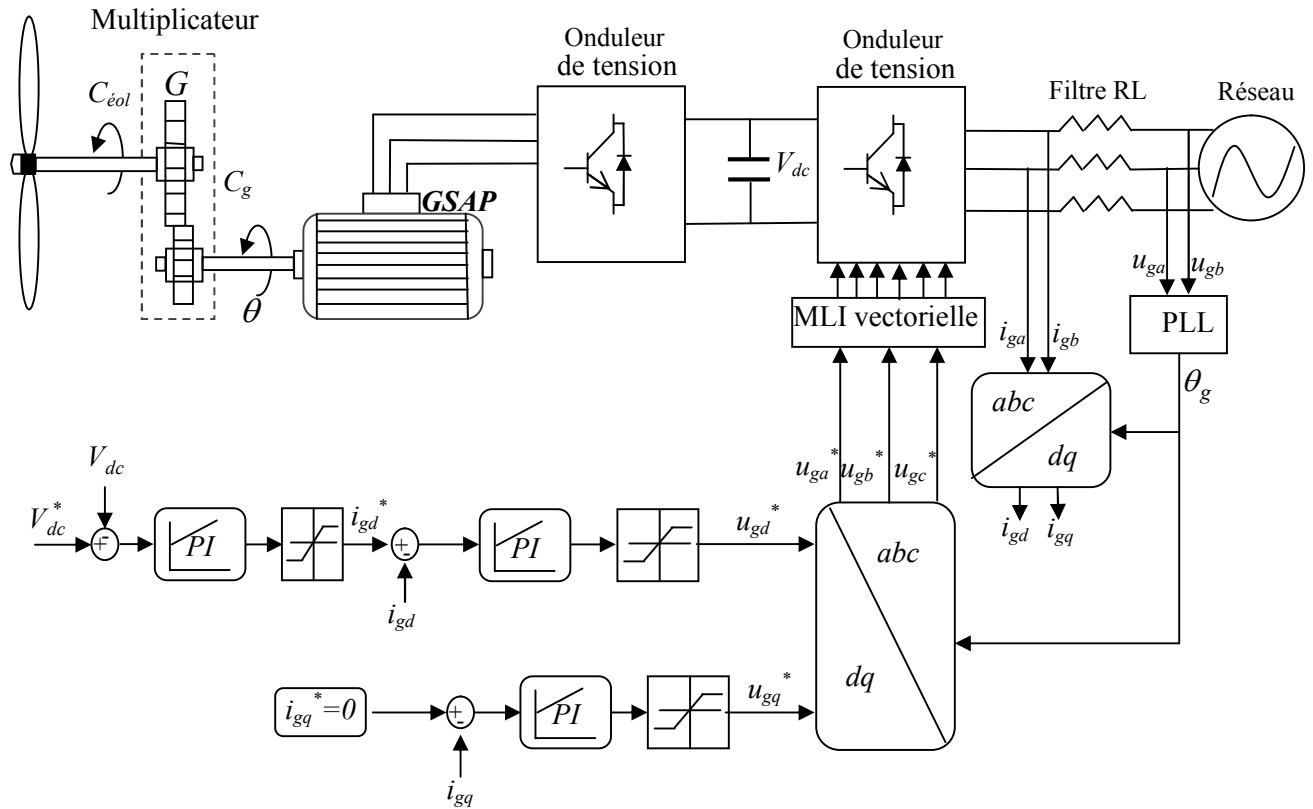 Multiplicateur
Onduleur
de tension
Onduleur
de tension
Filtre RL
Réseau
C_éol
G
C_g
GSAP
θ
V_dc
u_ga
u_gb
MLI vectorielle
PLL
i_ga
i_gb
θ_g
abc
dq
i_gd
i_gq
u_ga^*
u_gb^*
u_gc^*
V_dc
V_dc^*
+
-
PI
i_gd^*
+
-
i_gd
PI
u_gd^*
abc
dq
i_gq^*=0
+
-
i_gq
PI
u_gq^*